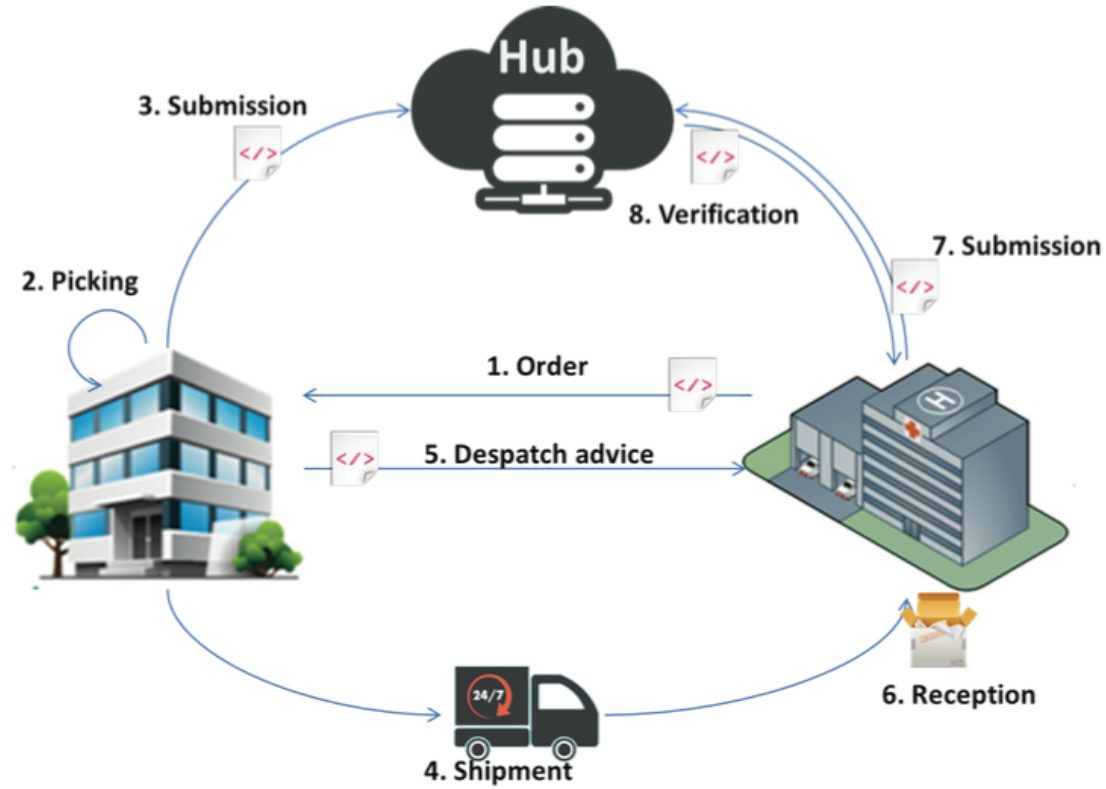 Hub
3. Submission
</>
</>
8. Verification
7. Submission
</>
2. Picking
1. Order
</>
5. Despatch advice
</>
H
24/7
6. Reception
4. Shipment